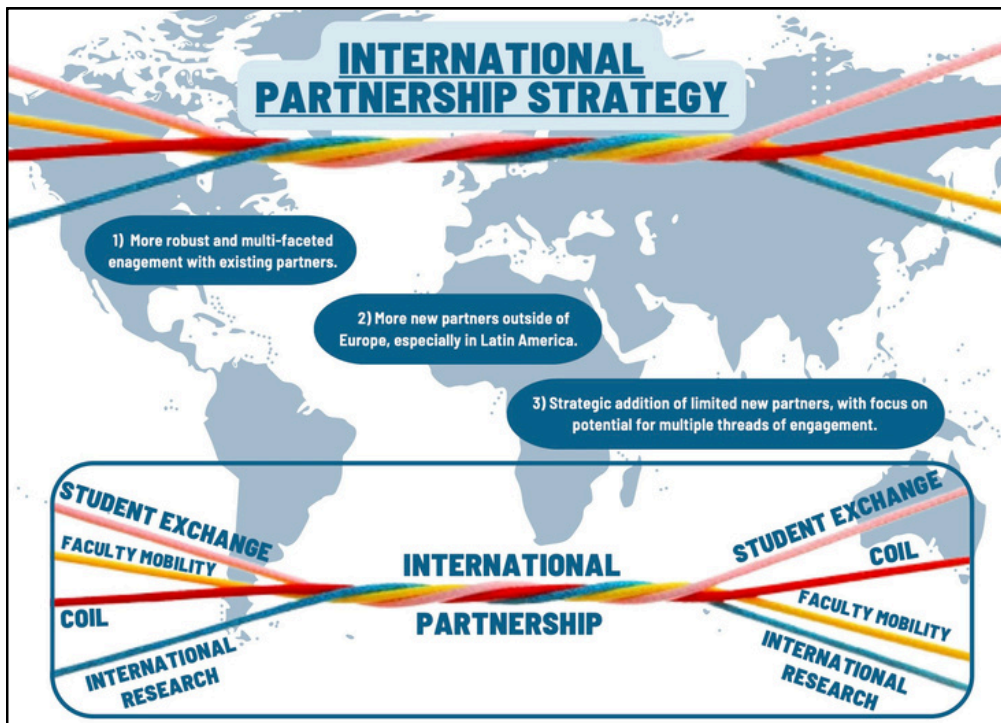 INTERNATIONAL
PARTNERSHIP STRATEGY
1) More robust and multi-faceted
enagement with existing partners.
2) More new partners outside of
Europe, especially in Latin America.
3) Strategic addition of limited new partners, with focus on
potential for multiple threads of engagement.
STUDENT EXCHANGE
FACULTY MOBILITY
COIL
INTERNATIONAL
RESEARCH
INTERNATIONAL
PARTNERSHIP
STUDENT EXCHANGE
COIL
FACULTY MOBILITY
INTERNATIONAL
RESEARCH